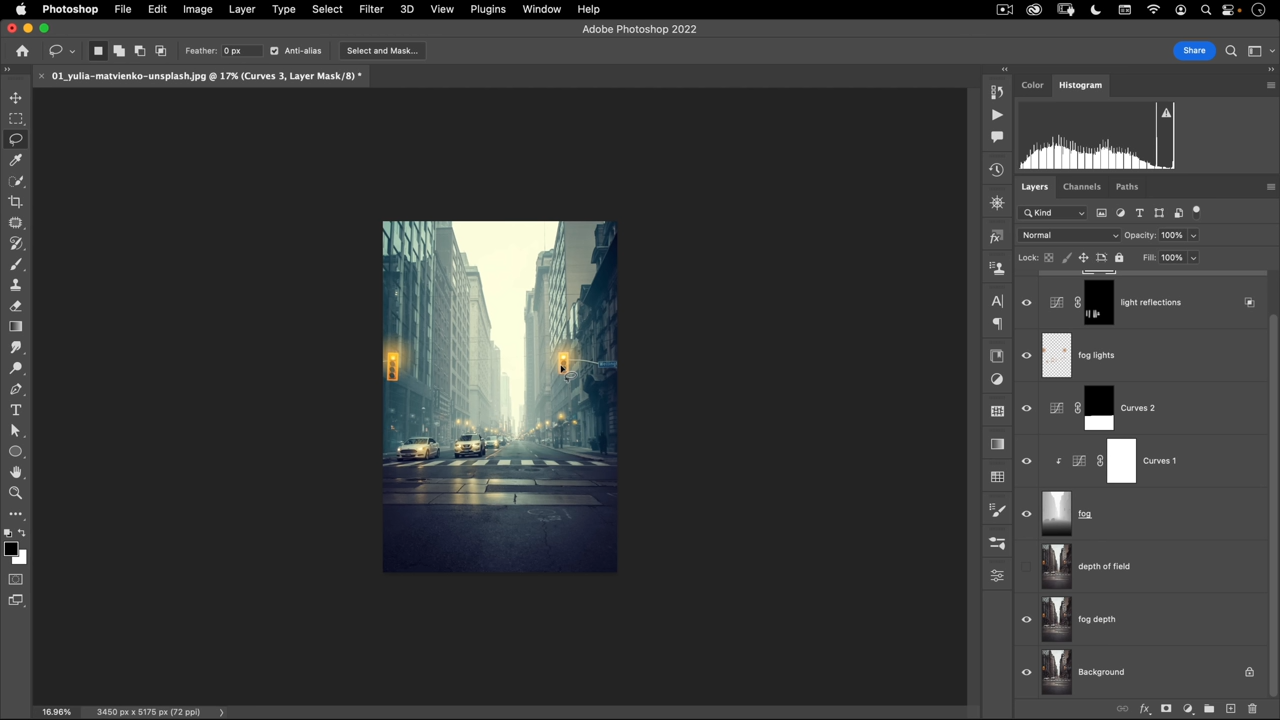 Photoshop File Edit Image Layer Type Select Filter 3D View Plugins Window Help
Adobe Photoshop 2022
Feather: 0 px Anti-alias Select and Mask... Share
01_yulia-matvienko-unsplash.jpg @ 17% (Curves 3, Layer Mask/8) *
Color Histogram
Layers Channels Paths
Kind
Normal Opacity: 100%
Lock: Fill: 100%
light reflections
fog lights
Curves 2
Curves 1
fog
depth of field
fog depth
Background
16.96% 3450 px x 5175 px (72 ppi)